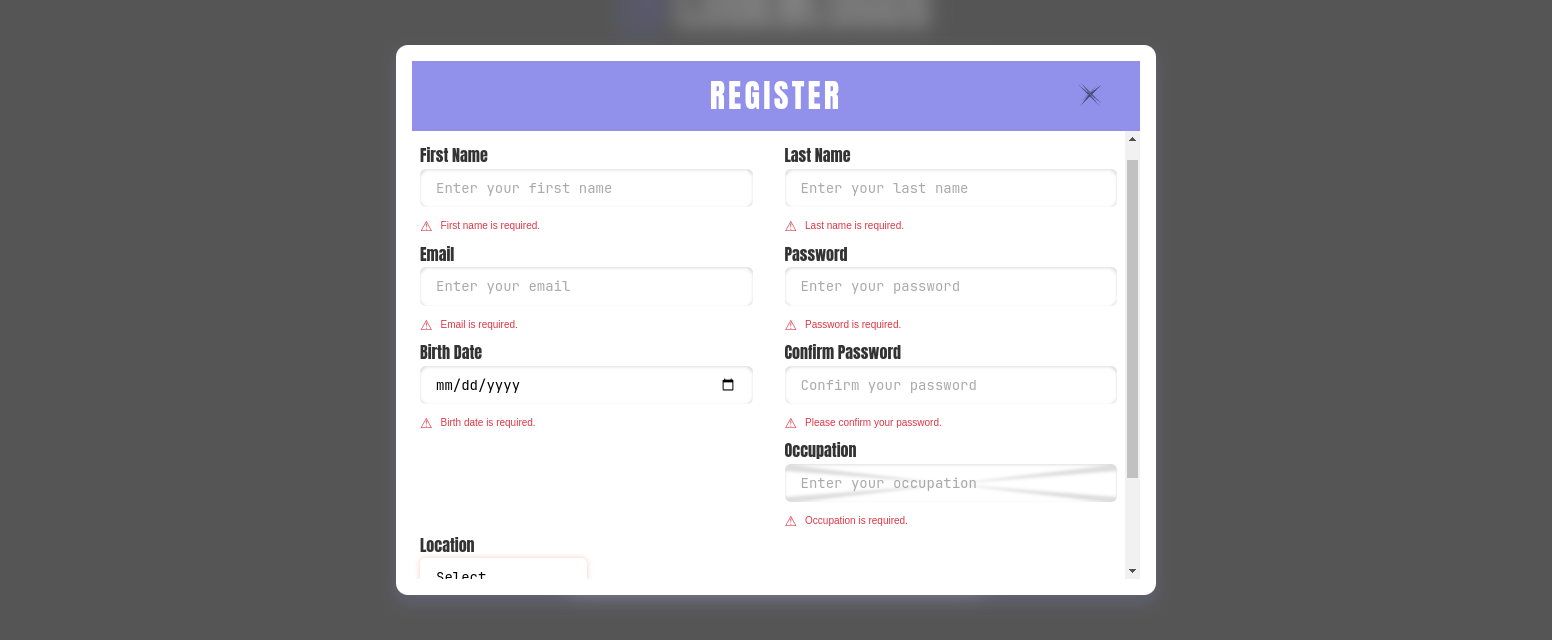 REGISTER
First Name
Last Name
Enter your first name
Enter your last name
⚠ First name is required.
⚠ Last name is required.
Email
Password
Enter your email
Enter your password
⚠ Email is required.
⚠ Password is required.
Birth Date
Confirm Password
mm/dd/yyyy
Confirm your password
⚠ Birth date is required.
⚠ Please confirm your password.
Occupation
Enter your occupation
⚠ Occupation is required.
Location
Select